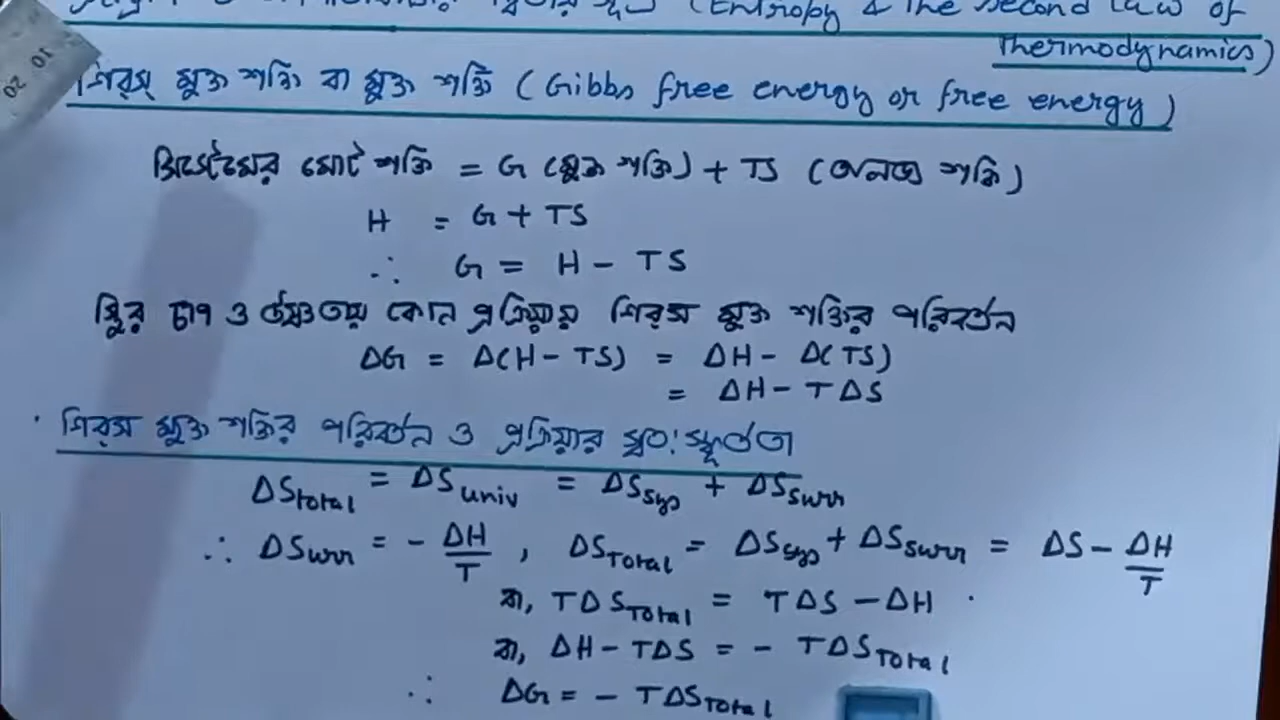 (Entropy & the second law of
Thermodynamics)
গিবস্ মুক্ত শক্তি বা মুক্ত শক্তি (Gibbs free energy or free energy)
সিস্টেমের মোট শক্তি = G (মুক্ত শক্তি) + TS (অলভ্য শক্তি)
H = G + TS
∴ G = H - TS
স্থির চাপ ও উষ্ণতায় কোন প্রক্রিয়ায় গিবস মুক্ত শক্তির পরিবর্তন
ΔG = Δ(H - TS) = ΔH - Δ(TS)
= ΔH - TΔS
গিবস মুক্ত শক্তির পরিবর্তন ও প্রক্রিয়ার স্বতঃস্ফূর্ততা
ΔS_total = ΔS_univ = ΔS_sys + ΔS_surr
∴ ΔS_surr = - ΔH/T , ΔS_Total = ΔS_sys + ΔS_surr = ΔS - ΔH/T
বা, TΔS_Total = TΔS - ΔH
বা, ΔH - TΔS = - TΔS_Total
∴ ΔG = - TΔS_Total
10
20